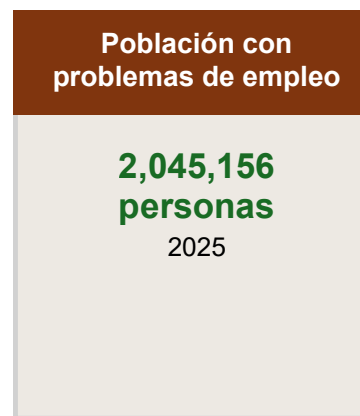 Población con
problemas de empleo
2,045,156
personas
2025